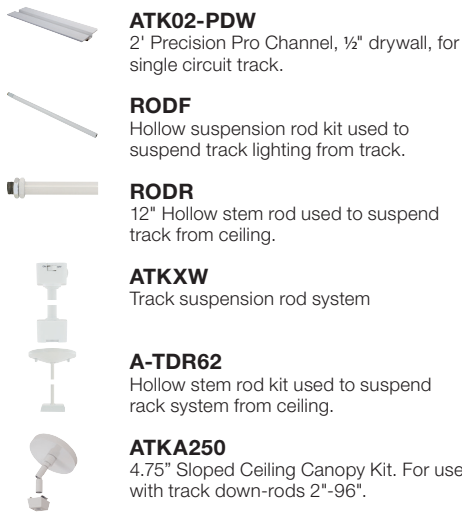 ATK02-PDW
2' Precision Pro Channel, ½" drywall, for
single circuit track.
RODF
Hollow suspension rod kit used to
suspend track lighting from track.
RODR
12" Hollow stem rod used to suspend
track from ceiling.
ATKXW
Track suspension rod system
A-TDR62
Hollow stem rod kit used to suspend
rack system from ceiling.
ATKA250
4.75” Sloped Ceiling Canopy Kit. For use
with track down-rods 2"-96".